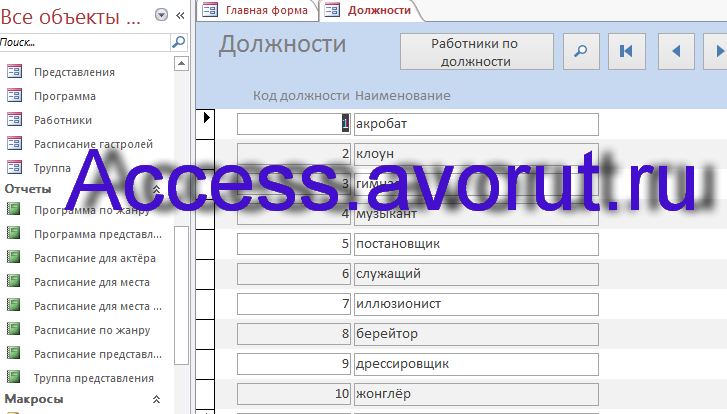 Все объекты ...
Поиск...
Представления
Программа
Работники
Расписание гастролей
Труппа
Отчеты
Программа по жанру
Программа представл...
Расписание для актёра
Расписание для места
Расписание для места ...
Расписание по жанру
Расписание представл...
Труппа представления
Макросы
Главная форма
Должности
Должности
Работники по
должности
Код должности Наименование
1 акробат
2 клоун
3 гимнаст
4 музыкант
5 постановщик
6 служащий
7 иллюзионист
8 берейтор
9 дрессировщик
10 жонглёр
Access.avorut.ru